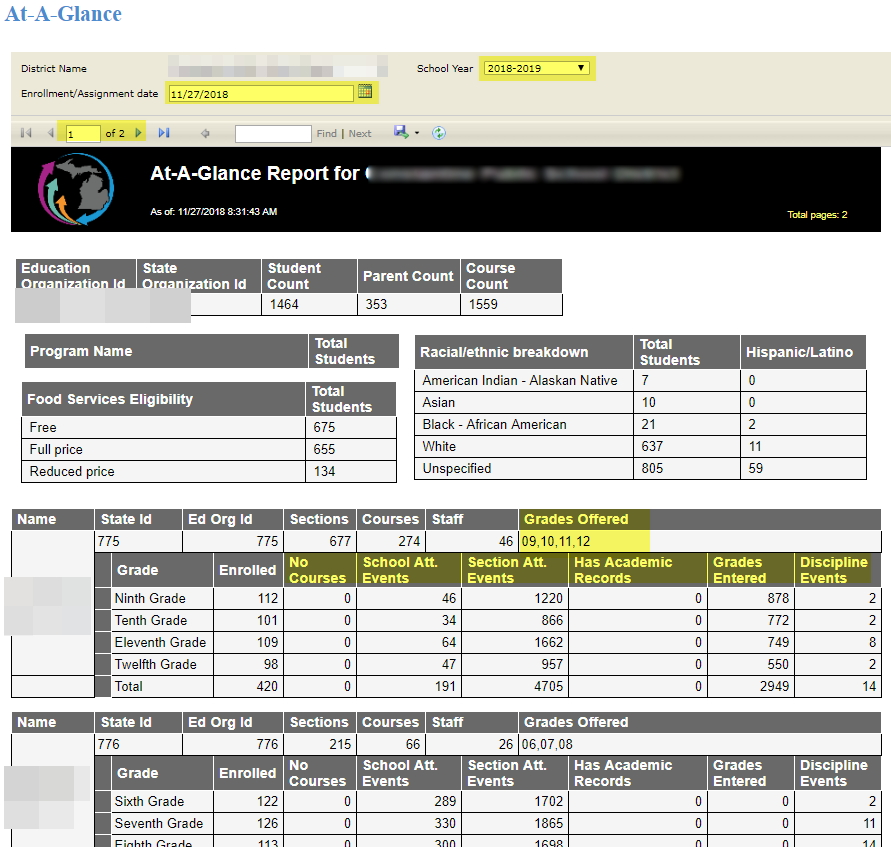 At-A-Glance
District Name School Year 2018-2019
Enrollment/Assignment date 11/27/2018
1 of 2 Find | Next
At-A-Glance Report for
As of: 11/27/2018 8:31:43 AM
Total pages: 2
Education Organization Id State Organization Id Student Count Parent Count Course Count
1464 353 1559
Program Name Total Students
Food Services Eligibility Total Students
Free 675
Full price 655
Reduced price 134
Racial/ethnic breakdown Total Students Hispanic/Latino
American Indian - Alaskan Native 7 0
Asian 10 0
Black - African American 21 2
White 637 11
Unspecified 805 59
Name State Id Ed Org Id Sections Courses Staff Grades Offered
775 775 677 274 46 09,10,11,12
Grade Enrolled No Courses School Att. Events Section Att. Events Has Academic Records Grades Entered Discipline Events
Ninth Grade 112 0 46 1220 0 878 2
Tenth Grade 101 0 34 866 0 772 2
Eleventh Grade 109 0 64 1662 0 749 8
Twelfth Grade 98 0 47 957 0 550 2
Total 420 0 191 4705 0 2949 14
Name State Id Ed Org Id Sections Courses Staff Grades Offered
776 776 215 66 26 06,07,08
Grade Enrolled No Courses School Att. Events Section Att. Events Has Academic Records Grades Entered Discipline Events
Sixth Grade 122 0 289 1702 0 0 2
Seventh Grade 126 0 330 1865 0 0 11
Eighth Grade 113 0 300 1698 0 0 14